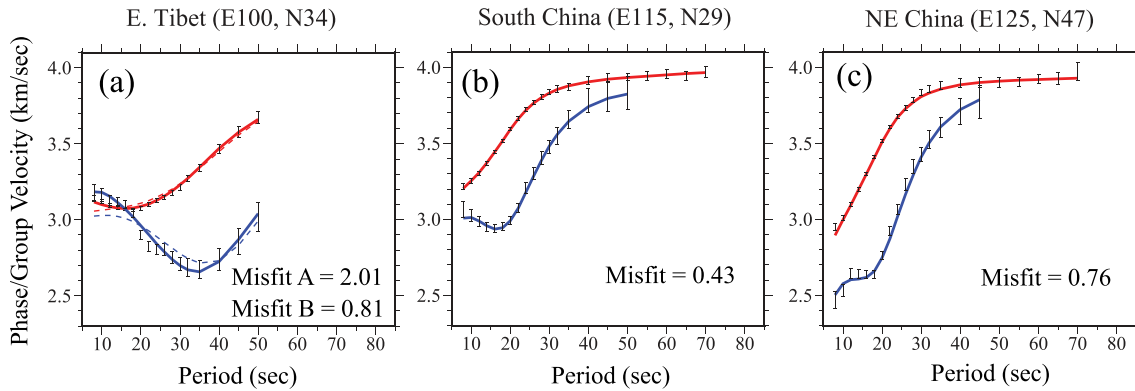 E. Tibet (E100, N34)
South China (E115, N29)
NE China (E125, N47)
Phase/Group Velocity (km/sec)
4.0
3.5
3.0
2.5
(a)
Misfit A = 2.01
Misfit B = 0.81
10 20 30 40 50 60 70 80
Period (sec)
4.0
3.5
3.0
2.5
(b)
Misfit = 0.43
10 20 30 40 50 60 70 80
Period (sec)
4.0
3.5
3.0
2.5
(c)
Misfit = 0.76
10 20 30 40 50 60 70 80
Period (sec)